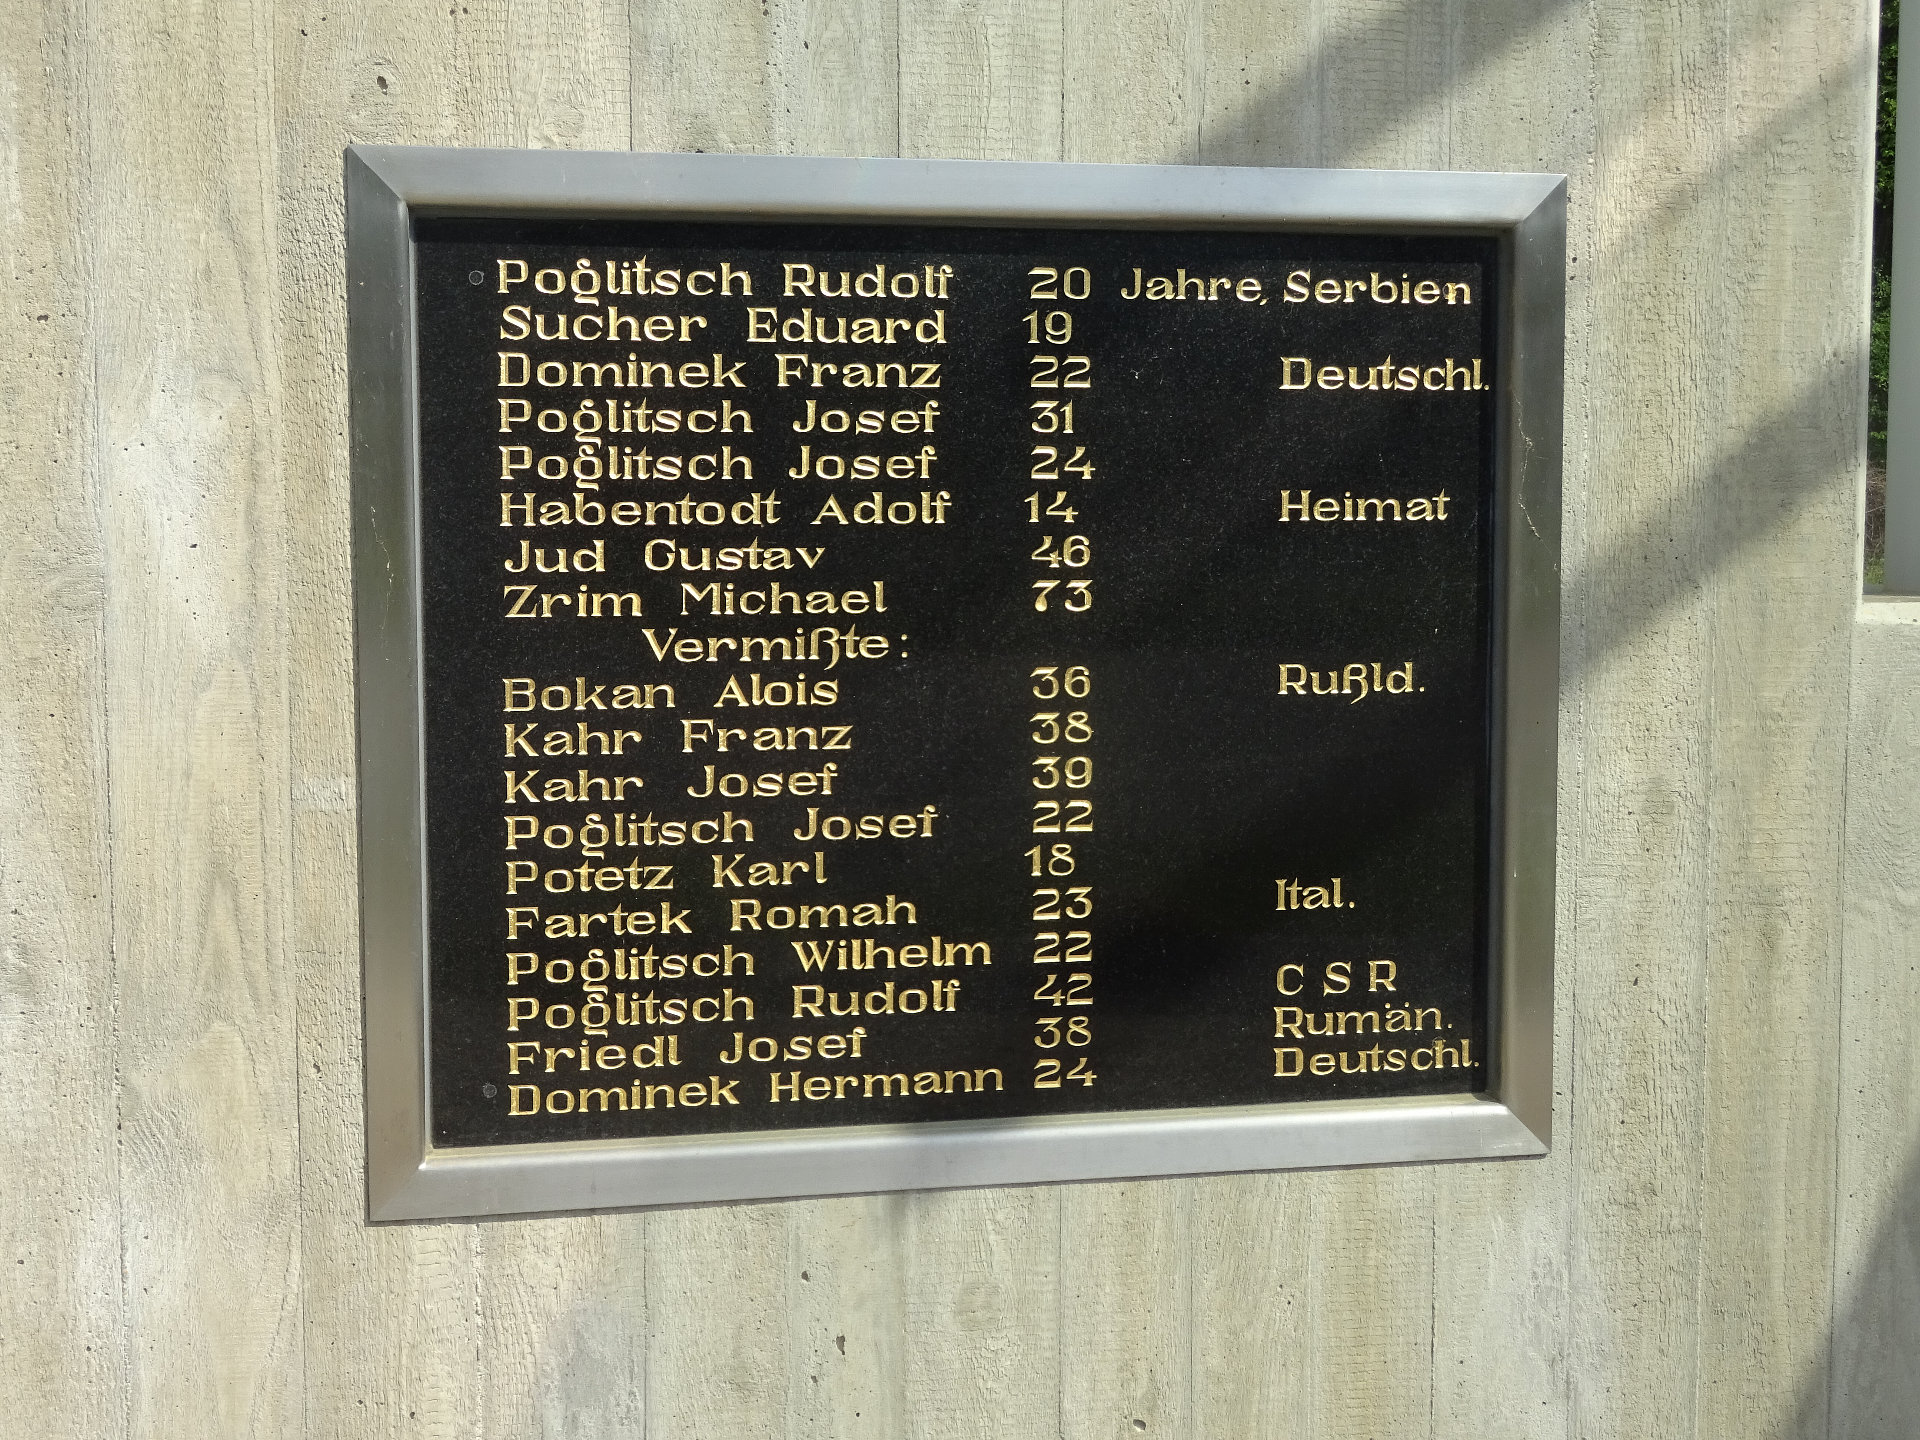 Poglitsch Rudolf 20 Jahre, Serbien
Sucher Eduard 19
Dominek Franz 22 Deutschl.
Poglitsch Josef 31
Poglitsch Josef 24
Habentodt Adolf 14 Heimat
Jud Gustav 46
Zrim Michael 73
Vermißte:
Bokan Alois 36 Rußld.
Kahr Franz 38
Kahr Josef 39
Poglitsch Josef 22
Potetz Karl 18
Fartek Romah 23 Ital.
Poglitsch Wilhelm 22
Poglitsch Rudolf 42 C S R
Friedl Josef 38 Rumän.
Dominek Hermann 24 Deutschl.